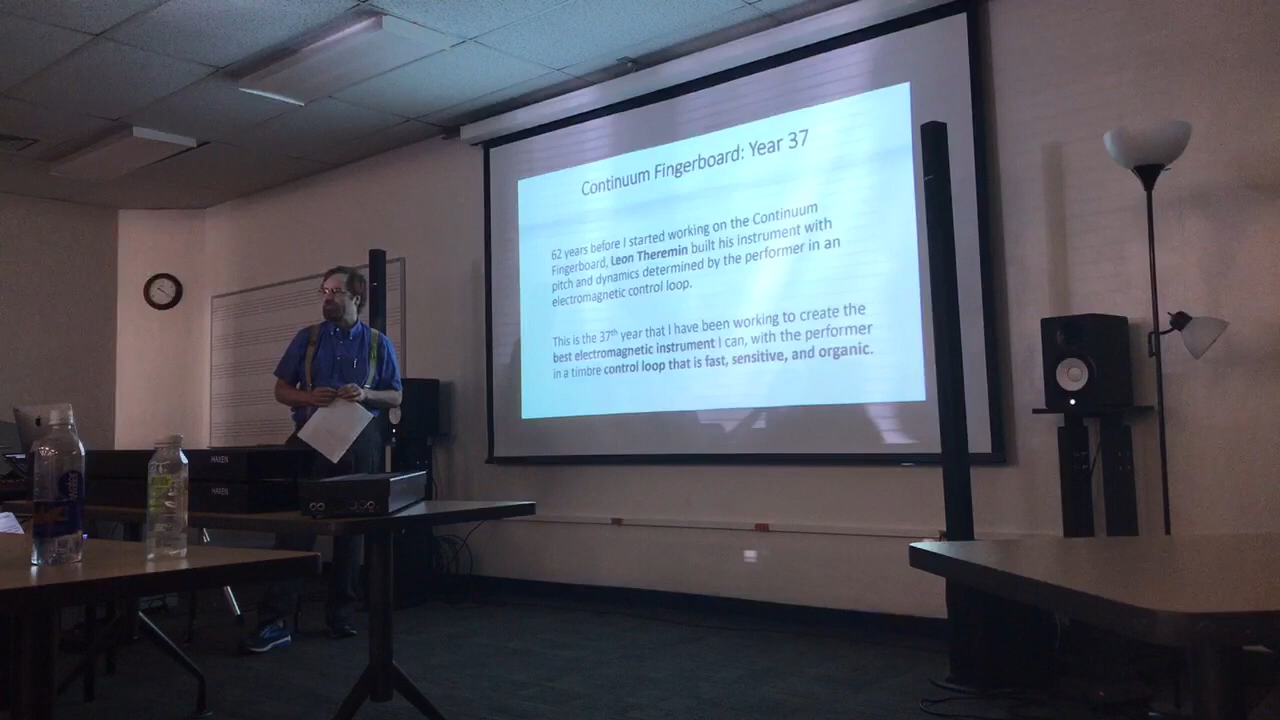 Continuum Fingerboard: Year 37
62 years before I started working on the Continuum
Fingerboard, Leon Theremin built his instrument with
pitch and dynamics determined by the performer in an
electromagnetic control loop.
This is the 37th year that I have been working to create the
best electromagnetic instrument I can, with the performer
in a timbre control loop that is fast, sensitive, and organic.
HAKEN
HAKEN